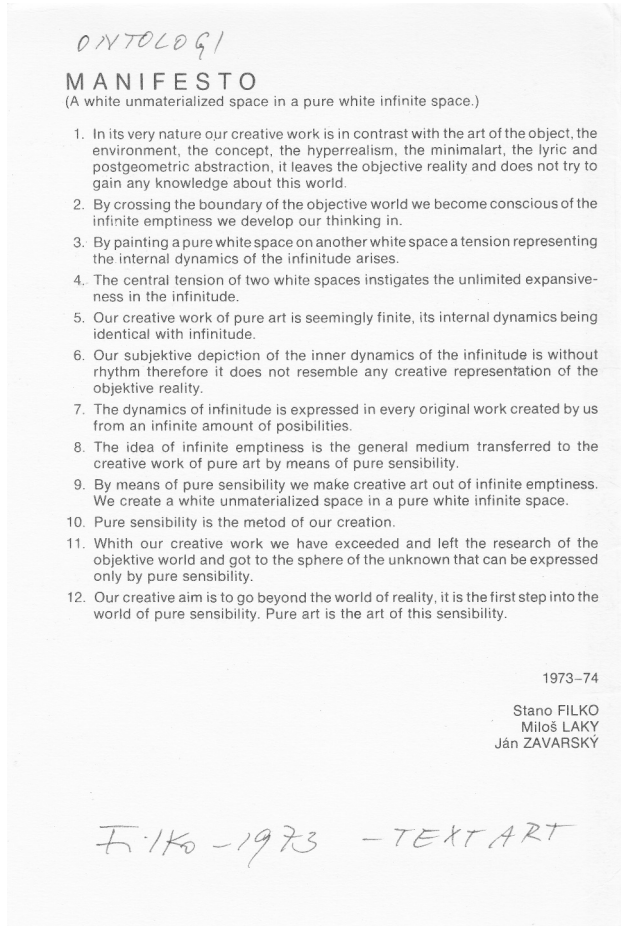 ONTOLOGI
MANIFESTO
(A white unmaterialized space in a pure white infinite space.)
1. In its very nature our creative work is in contrast with the art of the object, the
environment, the concept, the hyperrealism, the minimalart, the lyric and
postgeometric abstraction, it leaves the objective reality and does not try to
gain any knowledge about this world.
2. By crossing the boundary of the objective world we become conscious of the
infinite emptiness we develop our thinking in.
3. By painting a pure white space on another white space a tension representing
the internal dynamics of the infinitude arises.
4. The central tension of two white spaces instigates the unlimited expansive-
ness in the infinitude.
5. Our creative work of pure art is seemingly finite, its internal dynamics being
identical with infinitude.
6. Our subjektive depiction of the inner dynamics of the infinitude is without
rhythm therefore it does not resemble any creative representation of the
objektive reality.
7. The dynamics of infinitude is expressed in every original work created by us
from an infinite amount of posibilities.
8. The idea of infinite emptiness is the general medium transferred to the
creative work of pure art by means of pure sensibility.
9. By means of pure sensibility we make creative art out of infinite emptiness.
We create a white unmaterialized space in a pure white infinite space.
10. Pure sensibility is the metod of our creation.
11. Whith our creative work we have exceeded and left the research of the
objektive world and got to the sphere of the unknown that can be expressed
only by pure sensibility.
12. Our creative aim is to go beyond the world of reality, it is the first step into the
world of pure sensibility. Pure art is the art of this sensibility.
1973–74
Stano FILKO
Miloš LAKY
Ján ZAVARSKÝ
Filko – 1973 – TEXT ART